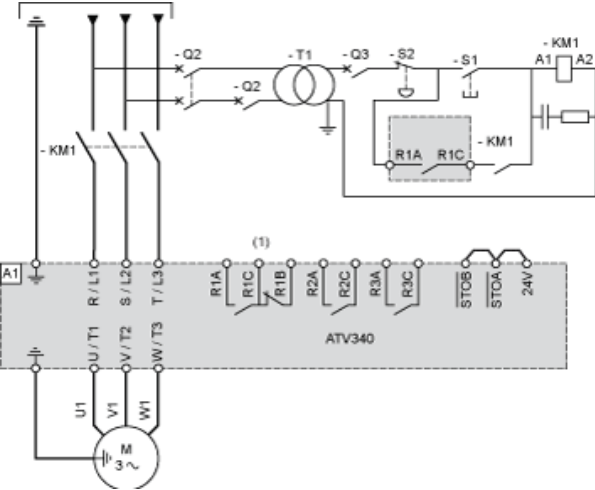 - Q2
- T1
- Q3
- S2
- S1
- KM1
A1
A2
- Q2
- KM1
R1A
R1C
- KM1
(1)
A1
R / L1
S / L2
T / L3
R1A
R1C
R1B
R2A
R2C
R3A
R3C
STOB
STOA
24V
ATV340
U / T1
V / T2
W / T3
U1
V1
W1
M
3 ~